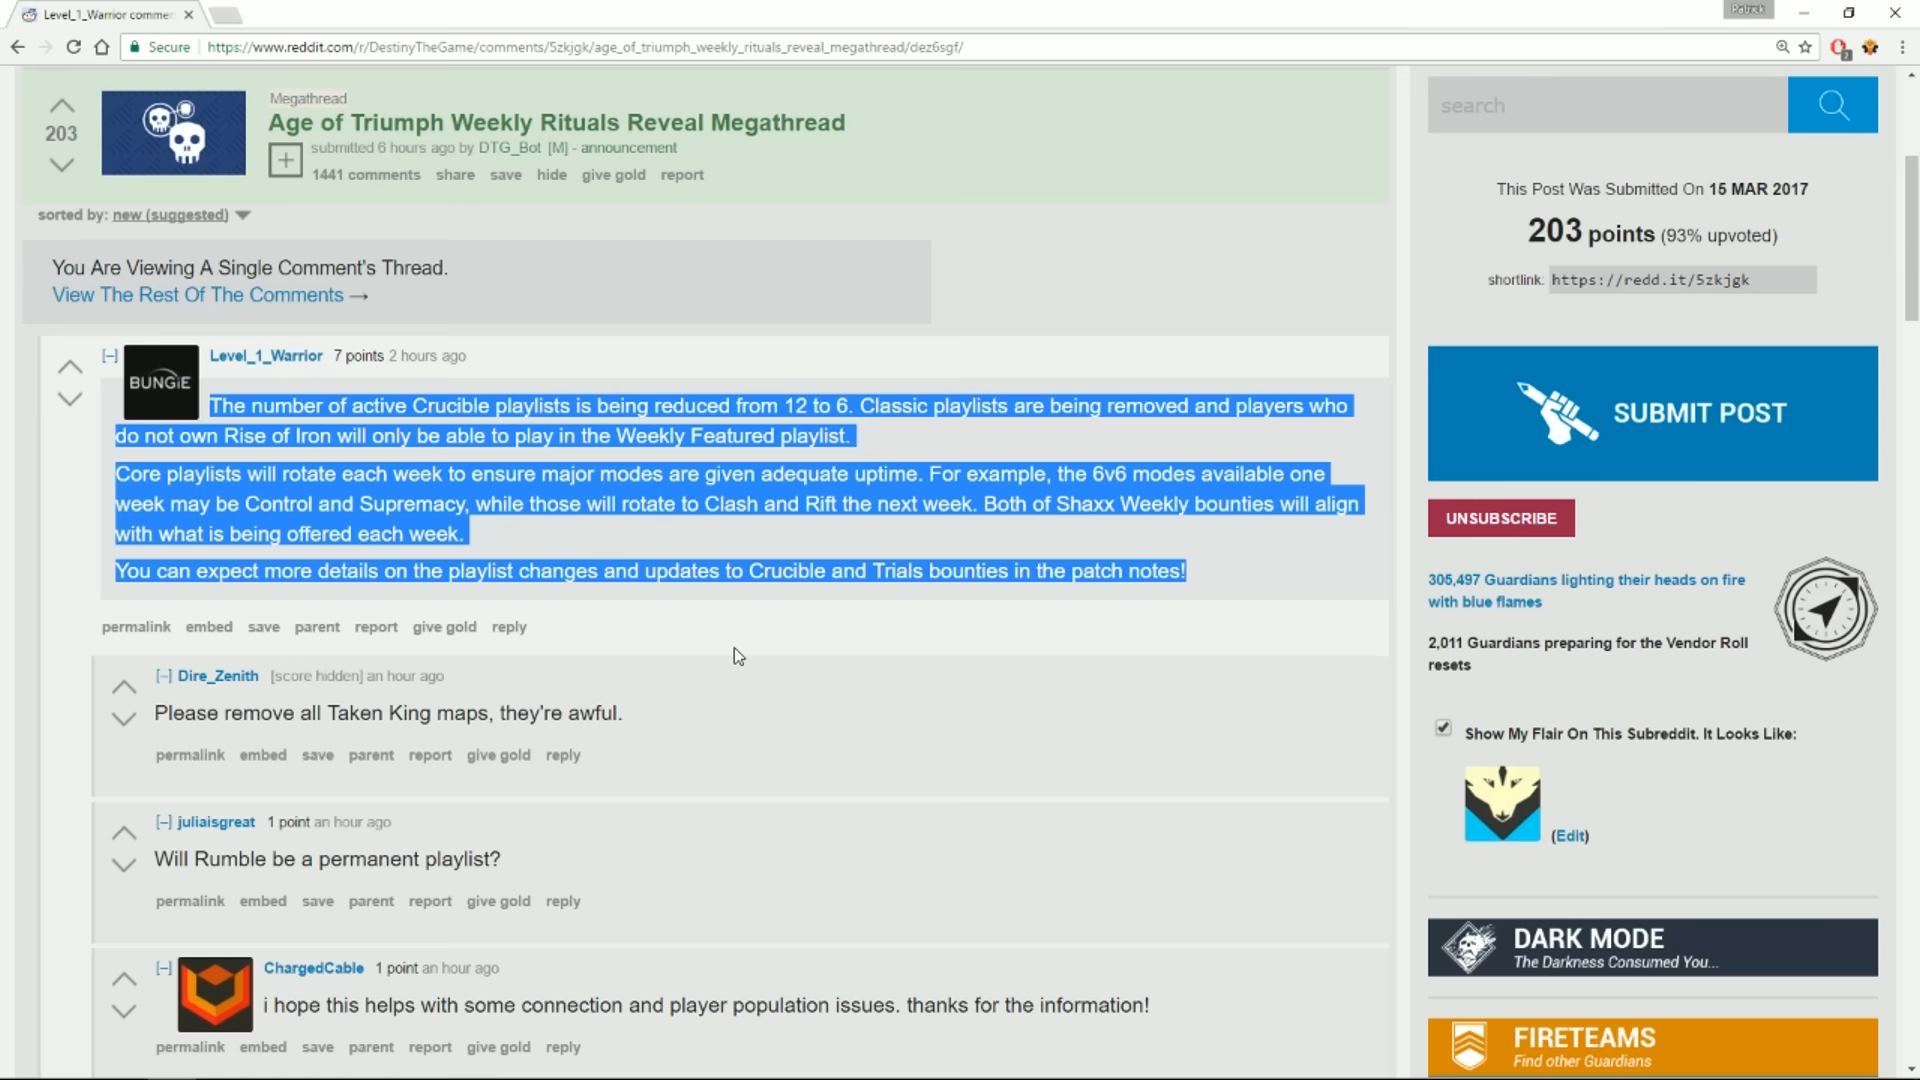 Level_1_Warrior commen
Patrick
Secure https://www.reddit.com/r/DestinyTheGame/comments/5zkjgk/age_of_triumph_weekly_rituals_reveal_megathread/dez6sgf/
2
203
Megathread
Age of Triumph Weekly Rituals Reveal Megathread
submitted 6 hours ago by DTG_Bot [M] - announcement
1441 comments share save hide give gold report
sorted by: new (suggested)
You Are Viewing A Single Comment's Thread.
View The Rest Of The Comments →
[–] Level_1_Warrior 7 points 2 hours ago
BUNGiE
The number of active Crucible playlists is being reduced from 12 to 6. Classic playlists are being removed and players who
do not own Rise of Iron will only be able to play in the Weekly Featured playlist.
Core playlists will rotate each week to ensure major modes are given adequate uptime. For example, the 6v6 modes available one
week may be Control and Supremacy, while those will rotate to Clash and Rift the next week. Both of Shaxx Weekly bounties will align
with what is being offered each week.
You can expect more details on the playlist changes and updates to Crucible and Trials bounties in the patch notes!
permalink embed save parent report give gold reply
[–] Dire_Zenith [score hidden] an hour ago
Please remove all Taken King maps, they're awful.
permalink embed save parent report give gold reply
[–] juliaisgreat 1 point an hour ago
Will Rumble be a permanent playlist?
permalink embed save parent report give gold reply
[–] ChargedCable 1 point an hour ago
i hope this helps with some connection and player population issues. thanks for the information!
permalink embed save parent report give gold reply
search
This Post Was Submitted On 15 MAR 2017
203 points (93% upvoted)
shortlink: https://redd.it/5zkjgk
SUBMIT POST
UNSUBSCRIBE
305,497 Guardians lighting their heads on fire
with blue flames
2,011 Guardians preparing for the Vendor Roll
resets
Show My Flair On This Subreddit. It Looks Like:
(Edit)
DARK MODE
The Darkness Consumed You...
FIRETEAMS
Find other Guardians